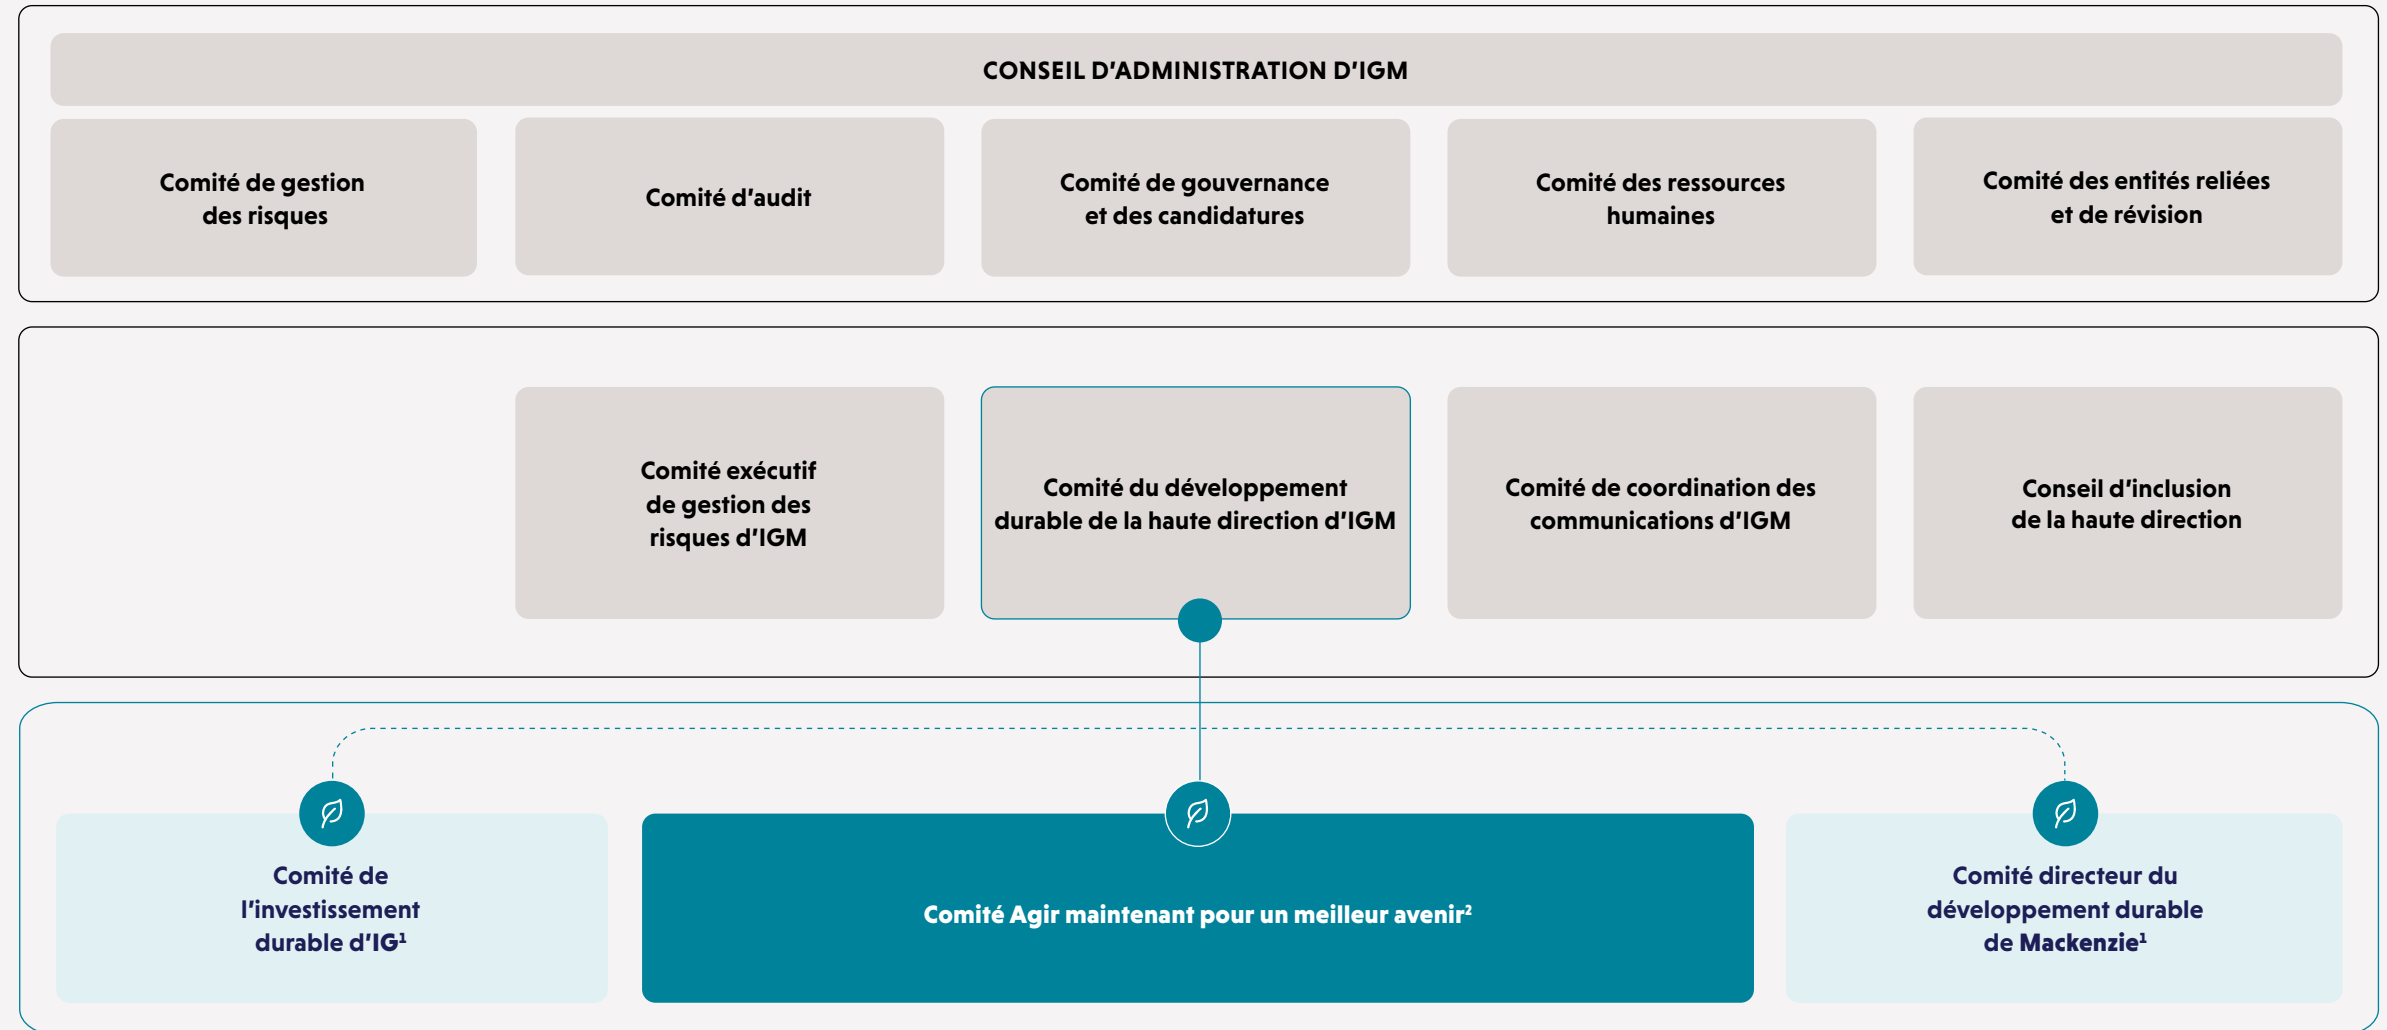 CONSEIL D’ADMINISTRATION D’IGM
Comité de gestion
des risques
Comité d’audit
Comité de gouvernance
et des candidatures
Comité des ressources
humaines
Comité des entités reliées
et de révision
Comité exécutif
de gestion des
risques d’IGM
Comité du développement
durable de la haute direction d’IGM
Comité de coordination des
communications d’IGM
Conseil d’inclusion
de la haute direction
Comité de
l’investissement
durable d’IG¹
Comité Agir maintenant pour un meilleur avenir²
Comité directeur du
développement durable
de Mackenzie¹